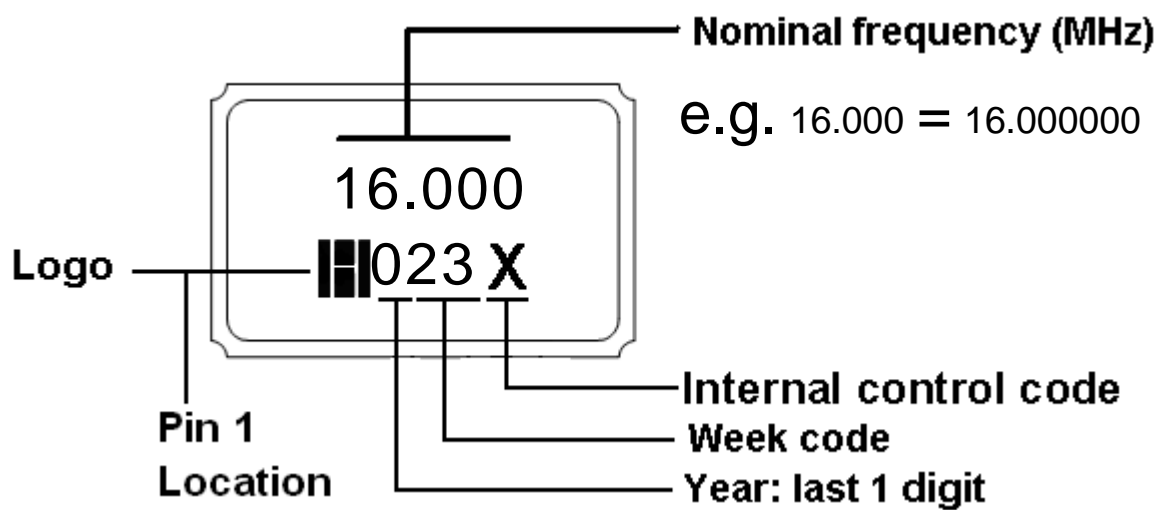 Nominal frequency (MHz)
e.g. 16.000 = 16.000000
16.000
Logo
023 X
Internal control code
Pin 1
Week code
Location
Year: last 1 digit